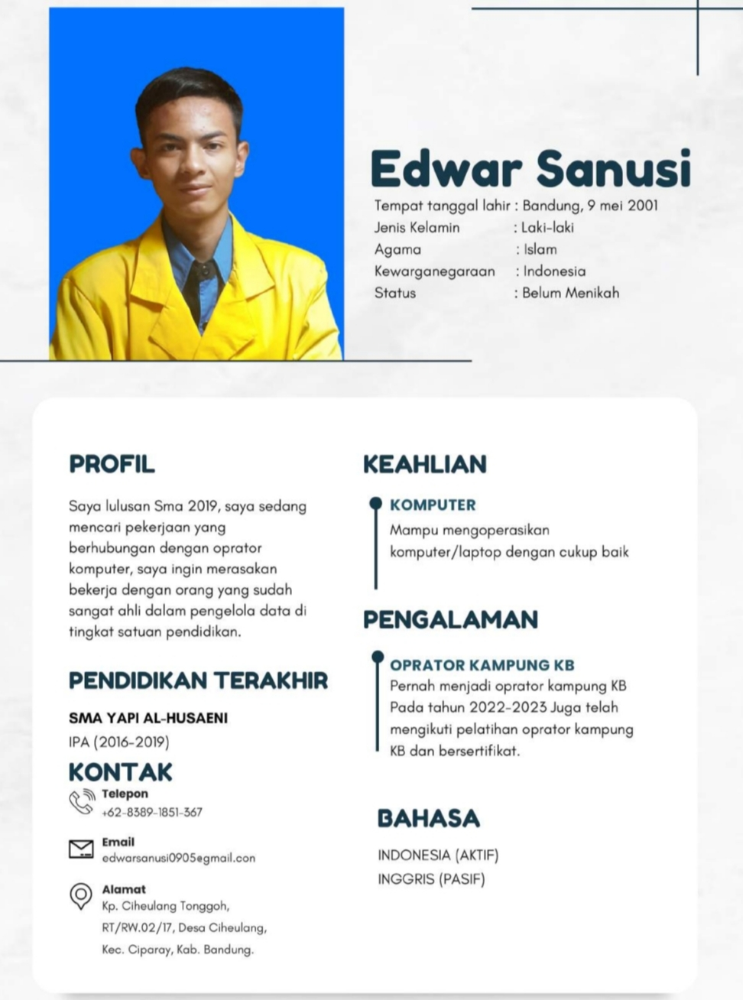 Edwar Sanusi
Tempat tanggal lahir : Bandung, 9 mei 2001
Jenis Kelamin : Laki-laki
Agama : Islam
Kewarganegaraan : Indonesia
Status : Belum Menikah
PROFIL
Saya lulusan Sma 2019, saya sedang
mencari pekerjaan yang
berhubungan dengan oprator
komputer, saya ingin merasakan
bekerja dengan orang yang sudah
sangat ahli dalam pengelola data di
tingkat satuan pendidikan.
PENDIDIKAN TERAKHIR
SMA YAPI AL-HUSAENI
IPA (2016-2019)
KONTAK
Telepon
+62-8389-1851-367
Email
edwarsanusi0905@gmail.con
Alamat
Kp. Ciheulang Tonggoh,
RT/RW.02/17, Desa Ciheulang,
Kec. Ciparay, Kab. Bandung.
KEAHLIAN
KOMPUTER
Mampu mengoperasikan
komputer/laptop dengan cukup baik
PENGALAMAN
OPRATOR KAMPUNG KB
Pernah menjadi oprator kampung KB
Pada tahun 2022-2023 Juga telah
mengikuti pelatihan oprator kampung
KB dan bersertifikat.
BAHASA
INDONESIA (AKTIF)
INGGRIS (PASIF)